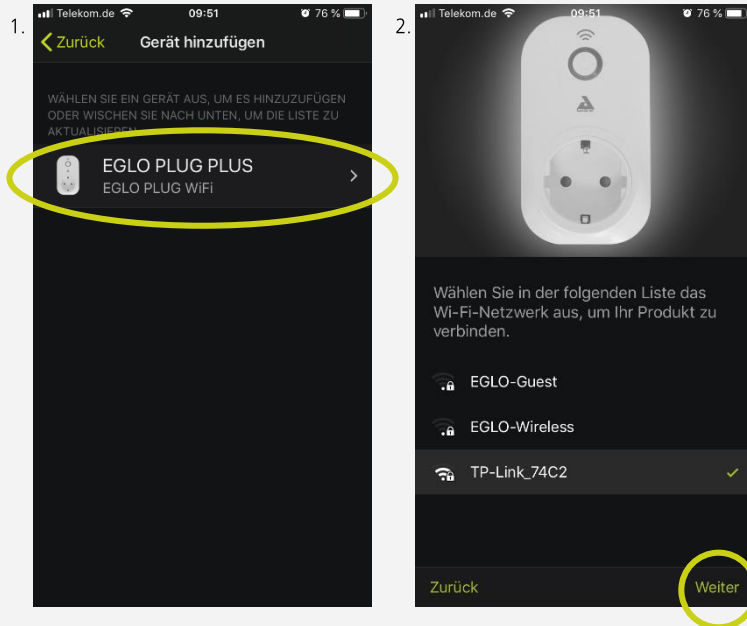 1.
Telekom.de 09:51 76 %
Zurück Gerät hinzufügen
WÄHLEN SIE EIN GERÄT AUS, UM ES HINZUZUFÜGEN
ODER WISCHEN SIE NACH UNTEN, UM DIE LISTE ZU
AKTUALISIEREN
EGLO PLUG PLUS
EGLO PLUG WiFi
2.
Telekom.de 09:51 76 %
Wählen Sie in der folgenden Liste das
Wi-Fi-Netzwerk aus, um Ihr Produkt zu
verbinden.
EGLO-Guest
EGLO-Wireless
TP-Link_74C2
Zurück Weiter